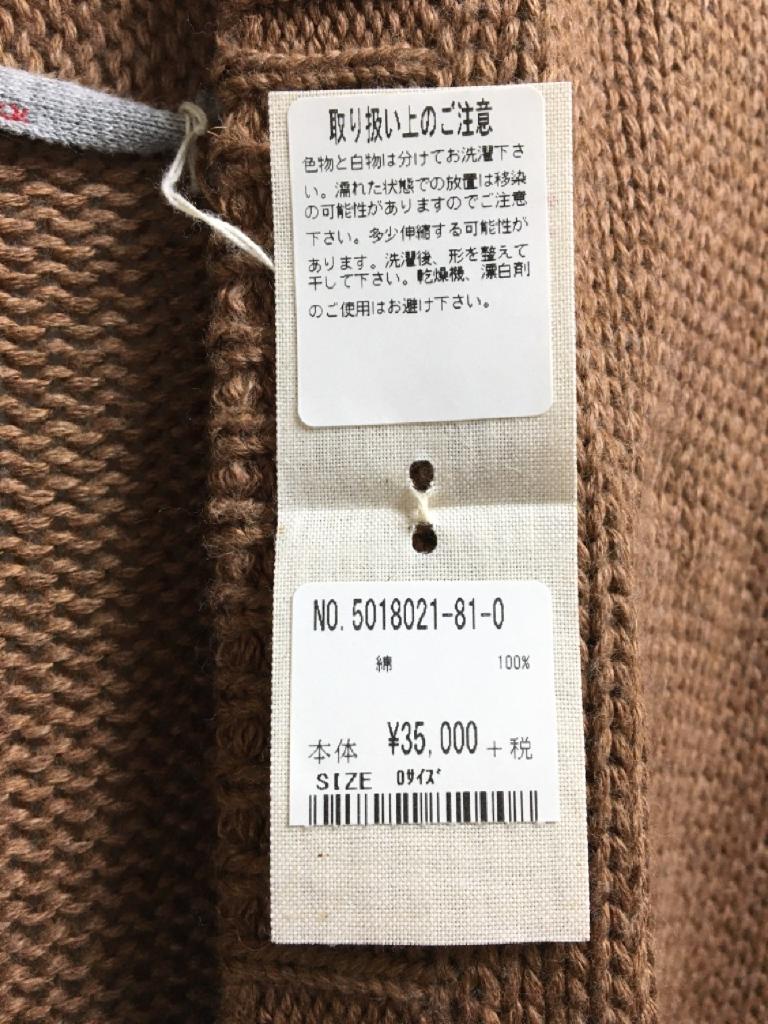 取り扱い上のご注意
色物と白物は分けてお洗濯下さ
い。濡れた状態での放置は移染
の可能性がありますのでご注意
下さい。多少伸縮する可能性が
あります。洗濯後、形を整えて
干して下さい。乾燥機、漂白剤
のご使用はお避け下さい。
NO.5018021-81-0
綿 100%
本体 ¥35,000 +税
SIZE 0ｻｲｽﾞ